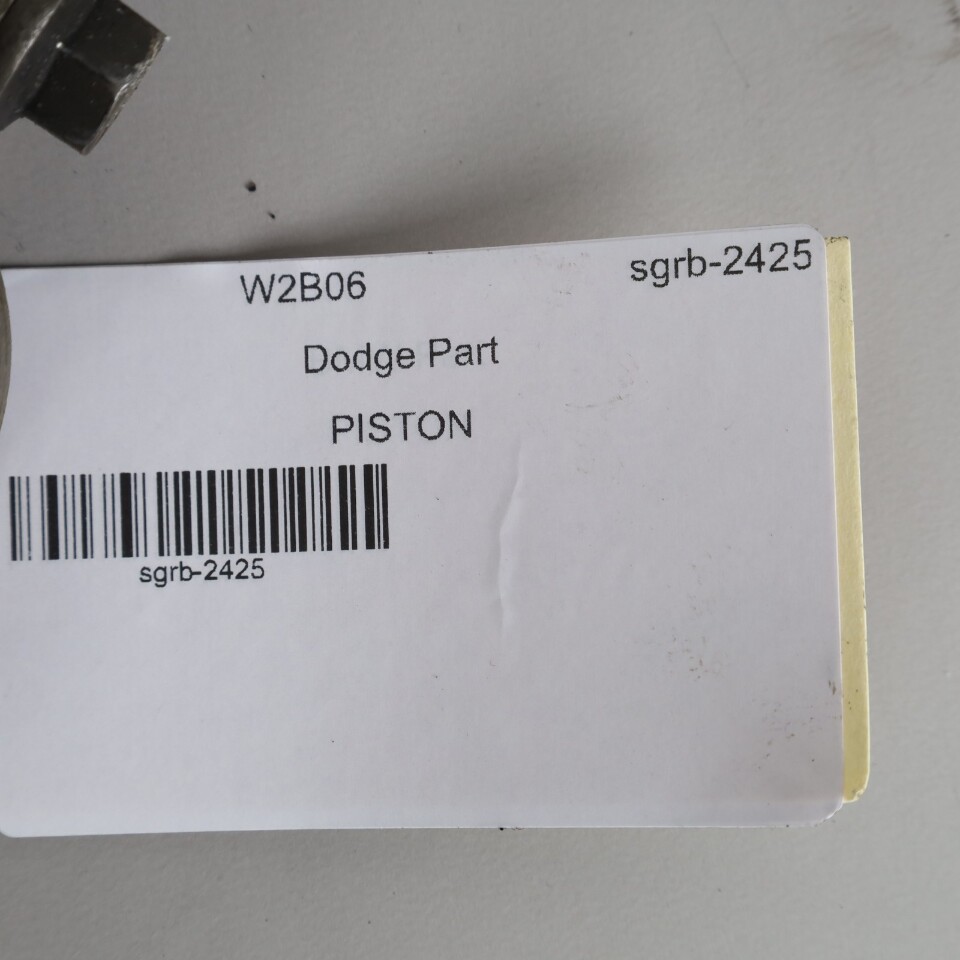 W2B06 sgrb-2425
Dodge Part
PISTON
sgrb-2425